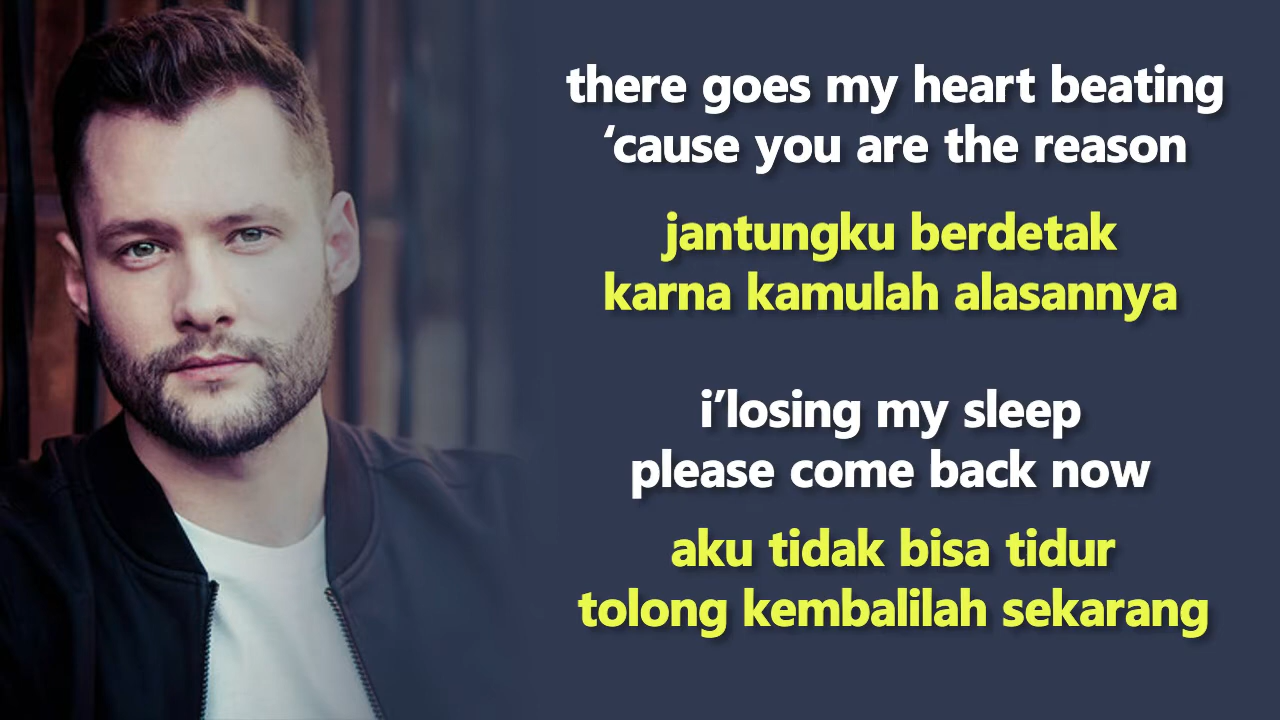 there goes my heart beating
‘cause you are the reason
jantungku berdetak
karna kamulah alasannya
i’losing my sleep
please come back now
aku tidak bisa tidur
tolong kembalilah sekarang